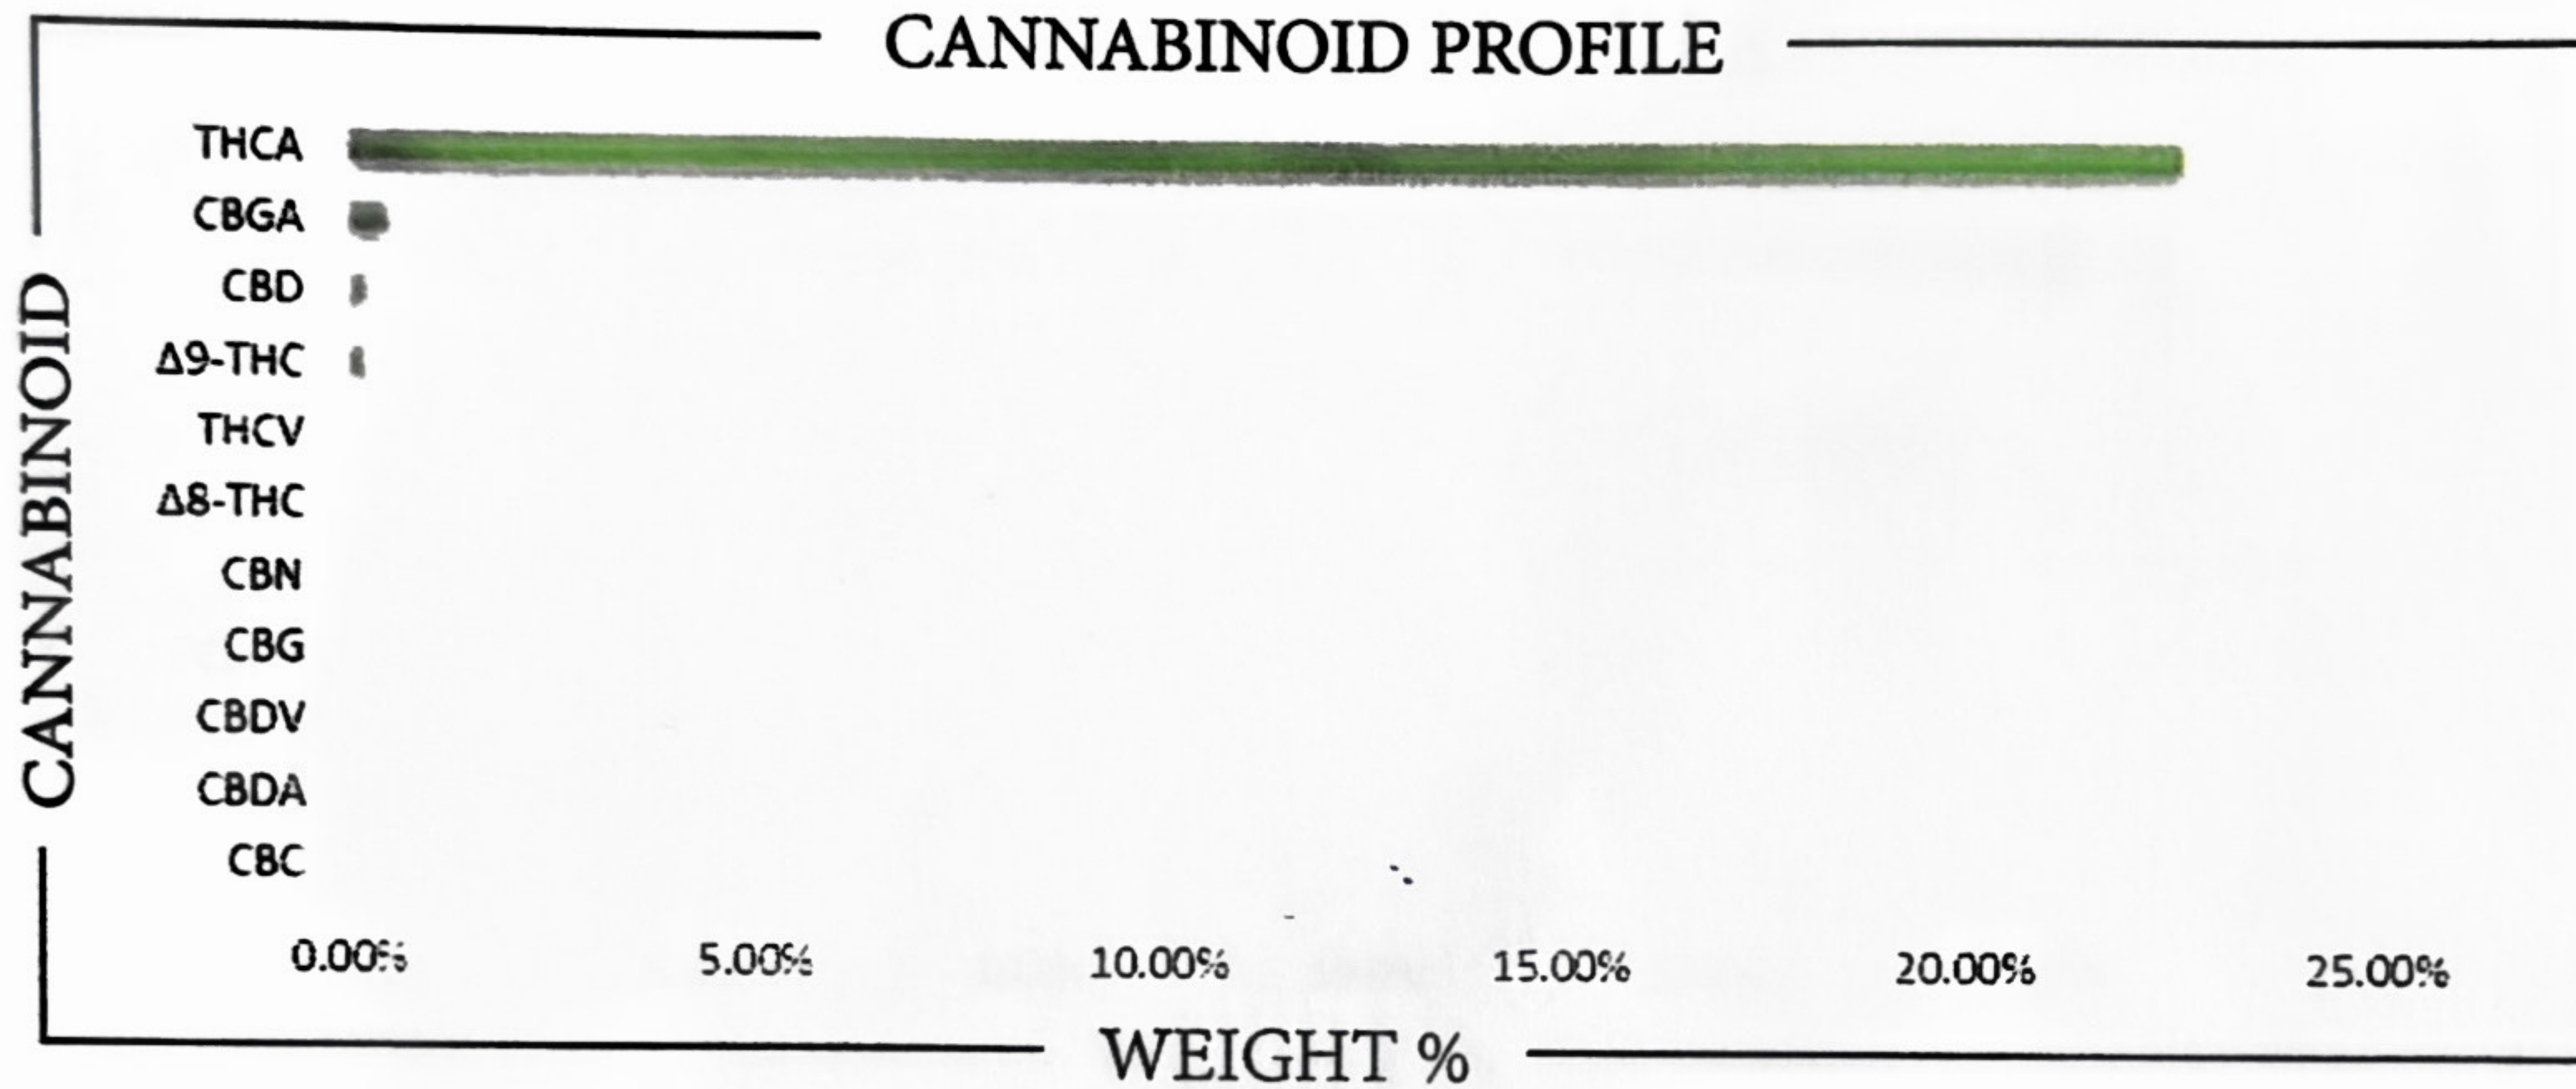 CANNABINOID PROFILE
CANNABINOID
THCA
CBGA
CBD
Δ9-THC
THCV
Δ8-THC
CBN
CBG
CBDV
CBDA
CBC
0.00% 5.00% 10.00% 15.00% 20.00% 25.00%
WEIGHT %